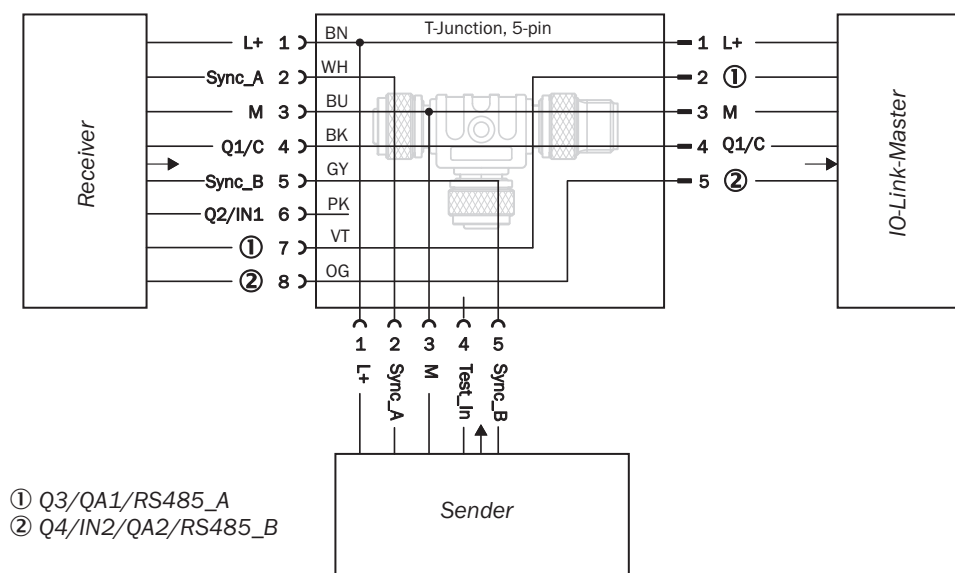 T-Junction, 5-pin
L+ 1 BN 1 L+
Sync_A 2 WH 2 ①
M 3 BU 3 M
Q1/C 4 BK 4 Q1/C
Sync_B 5 GY 5 ②
Q2/IN1 6 PK
① 7 VT
② 8 OG
Receiver
IO-Link-Master
1 2 3 4 5
L+ Sync_A M Test_In Sync_B
Sender
① Q3/QA1/RS485_A
② Q4/IN2/QA2/RS485_B